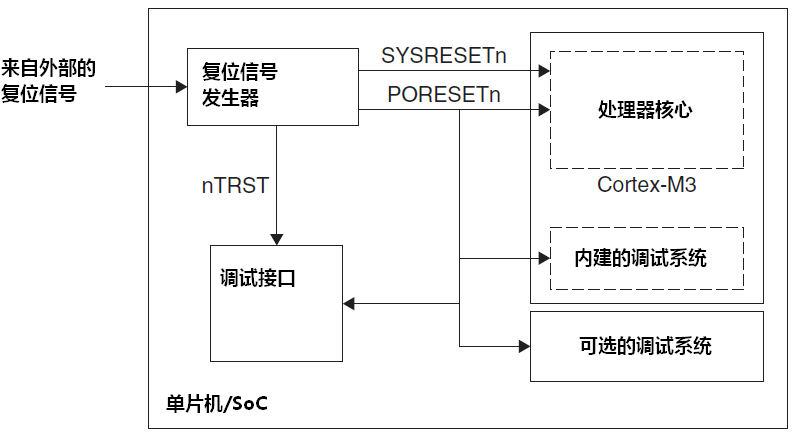 来自外部的
复位信号
复位信号
发生器
SYSRESETn
PORESETn
处理器核心
Cortex-M3
nTRST
调试接口
内建的调试系统
可选的调试系统
单片机/SoC